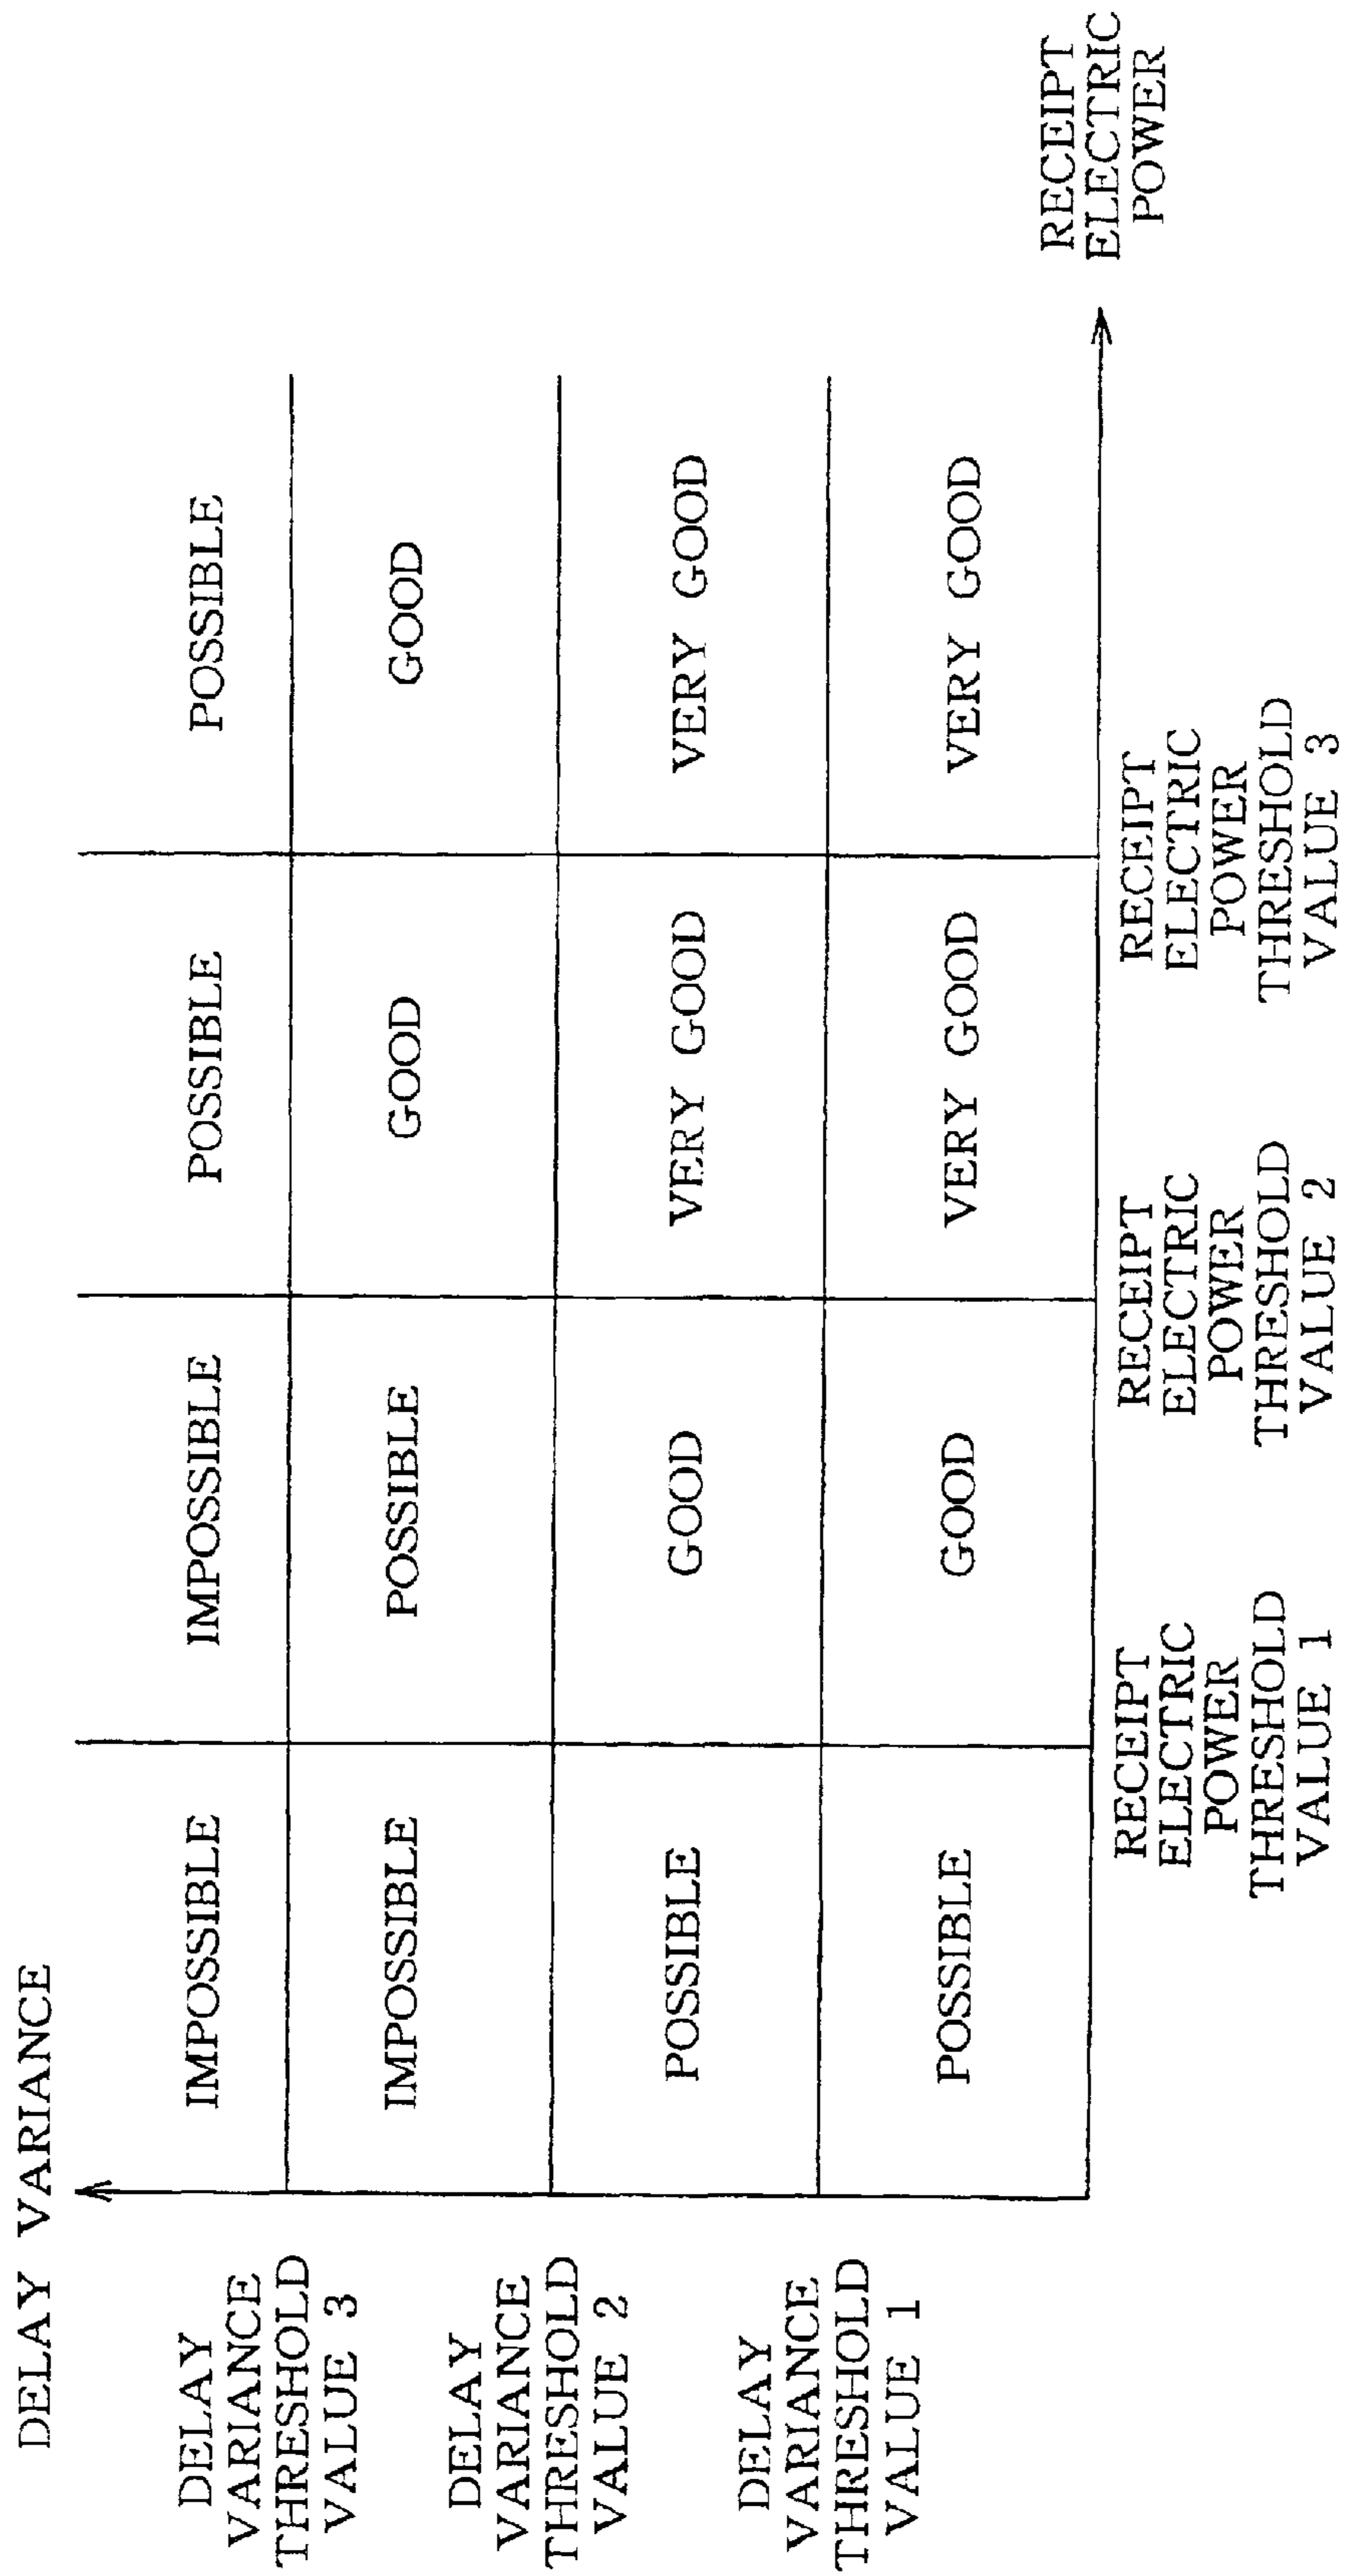 DELAY VARIANCE
DELAY
VARIANCE
THRESHOLD
VALUE 3
IMPOSSIBLE
IMPOSSIBLE
POSSIBLE
POSSIBLE
DELAY
VARIANCE
THRESHOLD
VALUE 2
IMPOSSIBLE
POSSIBLE
GOOD
GOOD
DELAY
VARIANCE
THRESHOLD
VALUE 1
POSSIBLE
GOOD
VERY GOOD
VERY GOOD
POSSIBLE
GOOD
VERY GOOD
VERY GOOD
RECEIPT
ELECTRIC
POWER
THRESHOLD
VALUE 1
RECEIPT
ELECTRIC
POWER
THRESHOLD
VALUE 2
RECEIPT
ELECTRIC
POWER
THRESHOLD
VALUE 3
RECEIPT
ELECTRIC
POWER